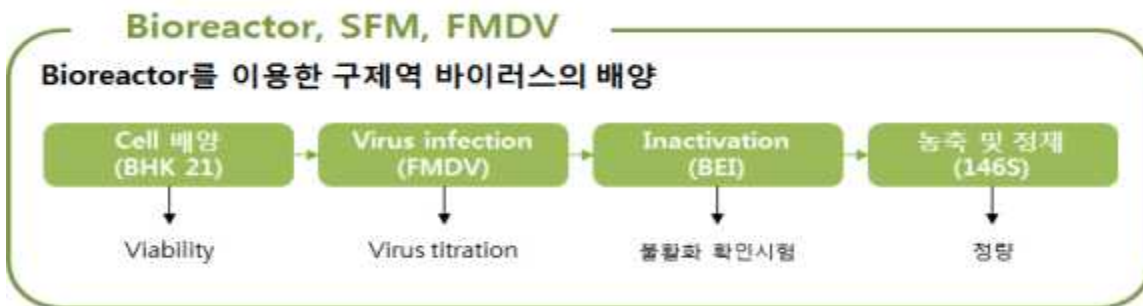 Bioreactor, SFM, FMDV
Bioreactor를 이용한 구제역 바이러스의 배양
Cell 배양
(BHK 21)
Virus infection
(FMDV)
Inactivation
(BEI)
농축 및 정재
(146S)
Viability
Virus titration
불활화 확인시험
정량